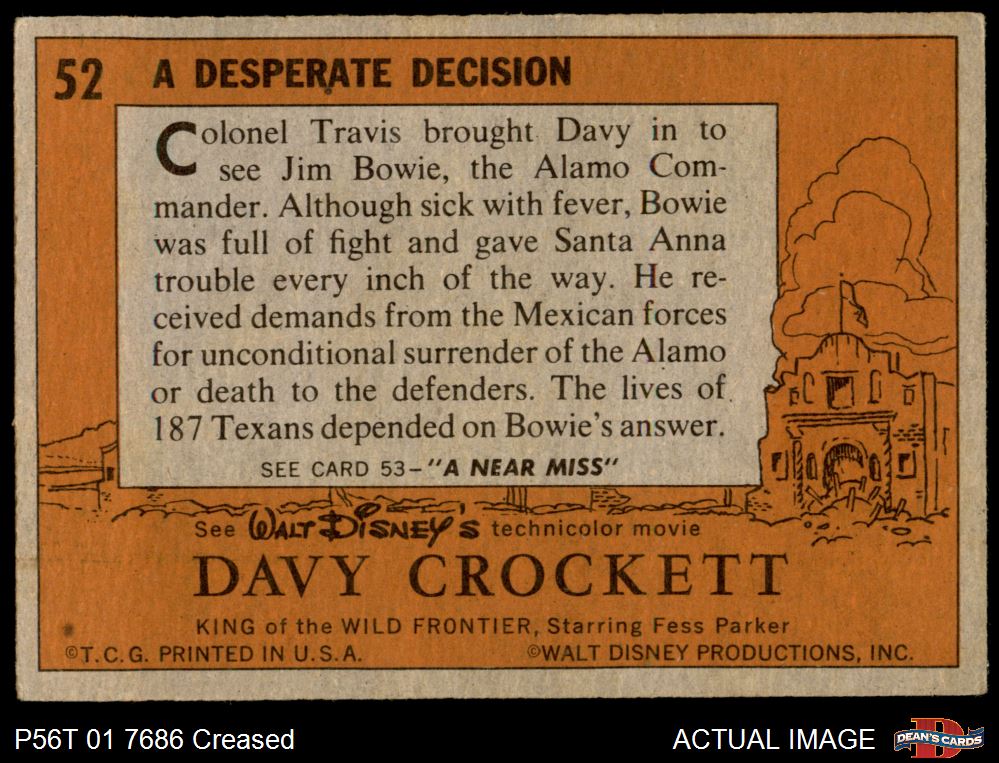 52 A DESPERATE DECISION
Colonel Travis brought Davy in to
see Jim Bowie, the Alamo Com-
mander. Although sick with fever, Bowie
was full of fight and gave Santa Anna
trouble every inch of the way. He re-
ceived demands from the Mexican forces
for unconditional surrender of the Alamo
or death to the defenders. The lives of
187 Texans depended on Bowie's answer.
SEE CARD 53-"A NEAR MISS"
See WALT DISNEY'S technicolor movie
DAVY CROCKETT
KING of the WILD FRONTIER, Starring Fess Parker
©T.C.G. PRINTED IN U.S.A. ©WALT DISNEY PRODUCTIONS, INC.
P56T 01 7686 Creased ACTUAL IMAGE D DEAN'S CARDS